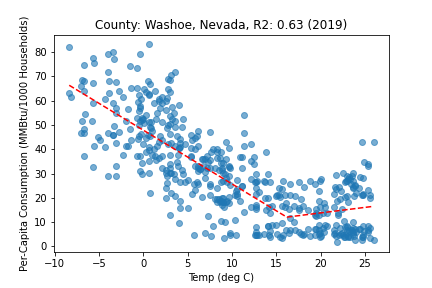 County: Washoe, Nevada, R2: 0.63 (2019)
Per-Capita Consumption (MMBtu/1000 Households)
80
70
60
50
40
30
20
10
0
−10 −5 0 5 10 15 20 25
Temp (deg C)